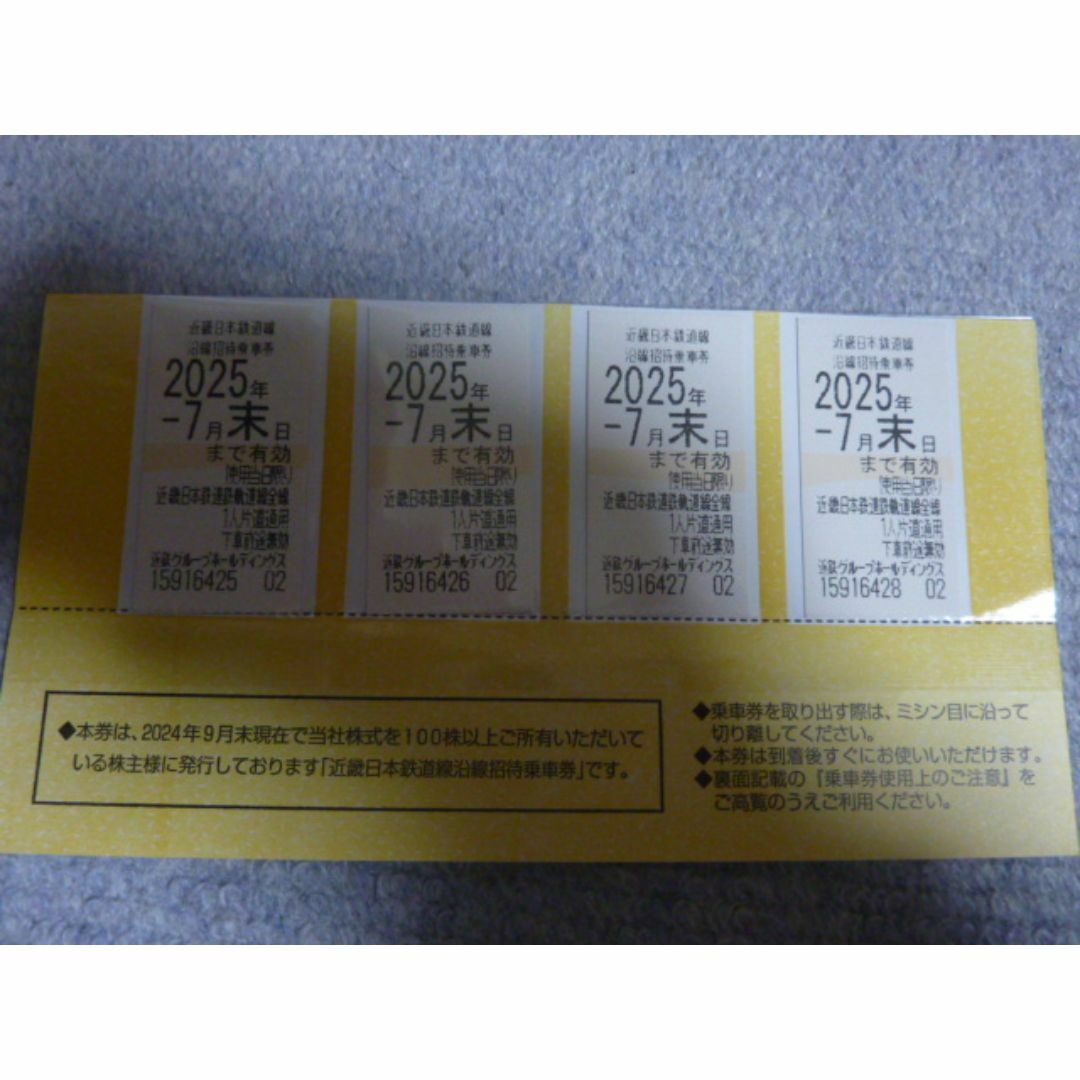 近畿日本鉄道線
沿線招待乗車券
2025年
-7月末日
まで有効
(使用当日限り)
近畿日本鉄道鉄軌道線全線
1人片道通用
下車前途無効
近鉄グループホールディングス
15916425 02
近畿日本鉄道線
沿線招待乗車券
2025年
-7月末日
まで有効
(使用当日限り)
近畿日本鉄道鉄軌道線全線
1人片道通用
下車前途無効
近鉄グループホールディングス
15916426 02
近畿日本鉄道線
沿線招待乗車券
2025年
-7月末日
まで有効
(使用当日限り)
近畿日本鉄道鉄軌道線全線
1人片道通用
下車前途無効
近鉄グループホールディングス
15916427 02
近畿日本鉄道線
沿線招待乗車券
2025年
-7月末日
まで有効
(使用当日限り)
近畿日本鉄道鉄軌道線全線
1人片道通用
下車前途無効
近鉄グループホールディングス
15916428 02
◆本券は、2024年9月末現在で当社株式を100株以上ご所有いただいて
いる株主様に発行しております「近畿日本鉄道線沿線招待乗車券」です。
◆乗車券を取り出す際は、ミシン目に沿って
切り離してください。
◆本券は到着後すぐにお使いいただけます。
◆裏面記載の『乗車券使用上のご注意』を
ご高覧のうえご利用ください。